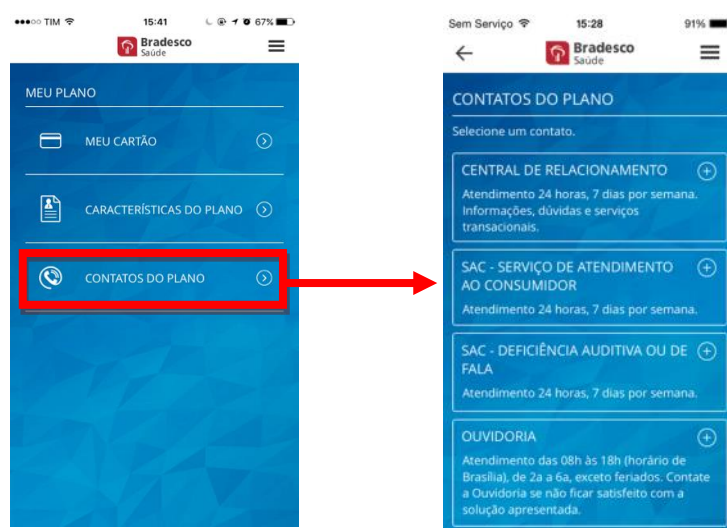 TIM 15:41 67%
Bradesco
Saúde
MEU PLANO
MEU CARTÃO
CARACTERÍSTICAS DO PLANO
CONTATOS DO PLANO
Sem Serviço 15:28 91%
Bradesco
Saúde
CONTATOS DO PLANO
Selecione um contato.
CENTRAL DE RELACIONAMENTO
Atendimento 24 horas, 7 dias por semana.
Informações, dúvidas e serviços
transacionais.
SAC - SERVIÇO DE ATENDIMENTO
AO CONSUMIDOR
Atendimento 24 horas, 7 dias por semana.
SAC - DEFICIÊNCIA AUDITIVA OU DE
FALA
Atendimento 24 horas, 7 dias por semana.
OUVIDORIA
Atendimento das 08h às 18h (horário de
Brasília), de 2a a 6a, exceto feriados. Contate
a Ouvidoria se não ficar satisfeito com a
solução apresentada.